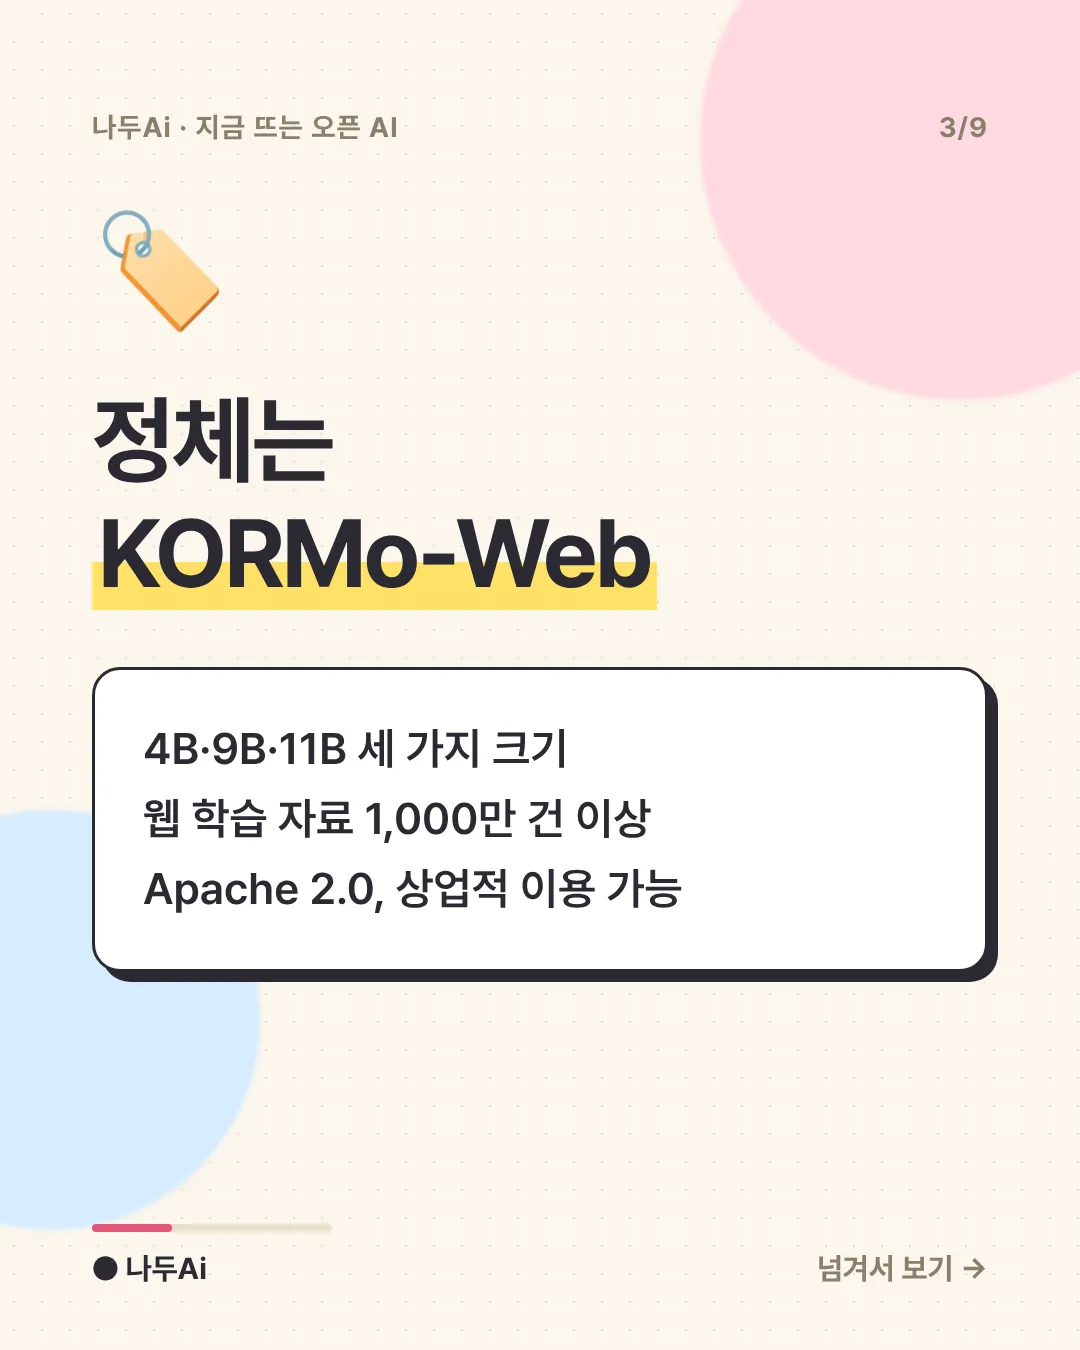 나두Ai · 지금 뜨는 오픈 AI
3/9
정체는
KORMo-Web
4B·9B·11B 세 가지 크기
웹 학습 자료 1,000만 건 이상
Apache 2.0, 상업적 이용 가능
나두Ai
넘겨서 보기 →